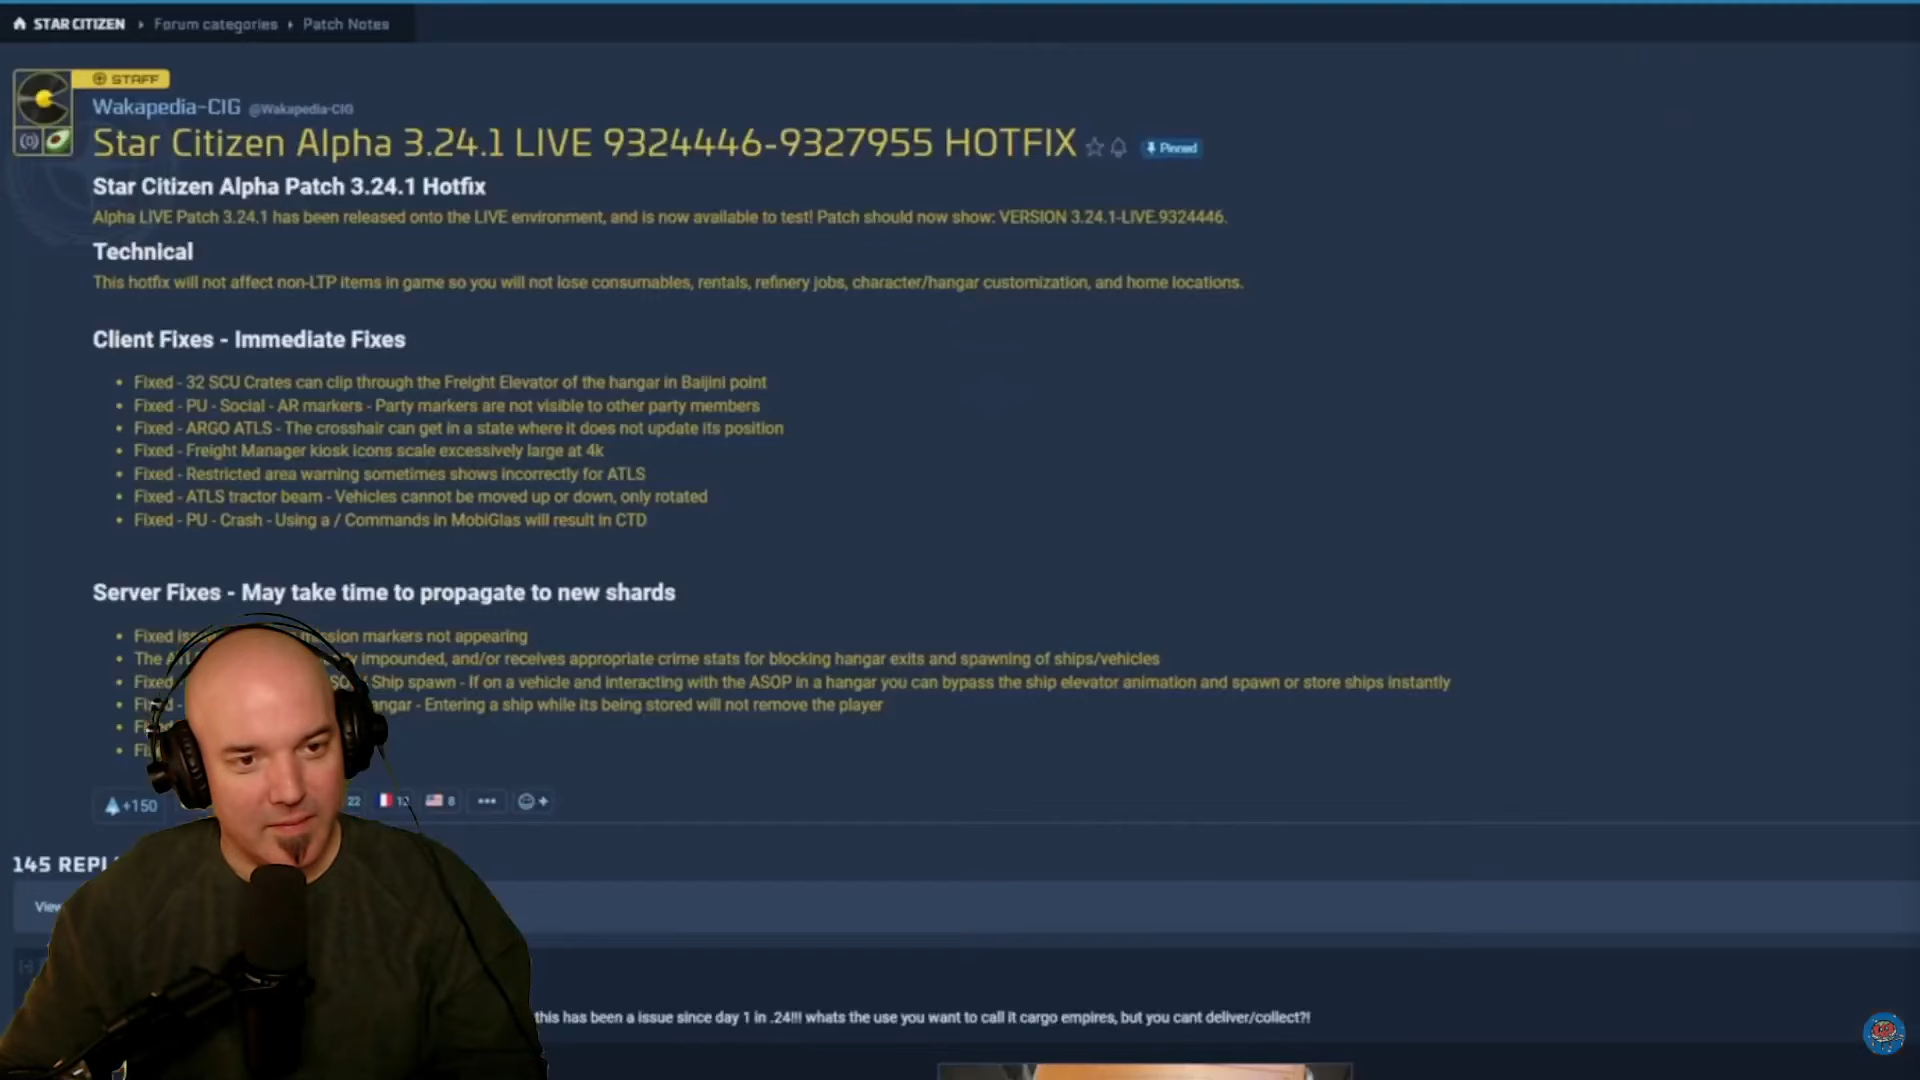 STAR CITIZEN Forum categories Patch Notes
STAFF
Wakapedia-CIG @Wakapedia-CIG
Star Citizen Alpha 3.24.1 LIVE 9324446-9327955 HOTFIX Pinned
Star Citizen Alpha Patch 3.24.1 Hotfix
Alpha LIVE Patch 3.24.1 has been released onto the LIVE environment, and is now available to test! Patch should now show: VERSION 3.24.1-LIVE.9324446.
Technical
This hotfix will not affect non-LTP items in game so you will not lose consumables, rentals, refinery jobs, character/hangar customization, and home locations.
Client Fixes - Immediate Fixes
• Fixed - 32 SCU Crates can clip through the Freight Elevator of the hangar in Baijini point
• Fixed - PU - Social - AR markers - Party markers are not visible to other party members
• Fixed - ARGO ATLS - The crosshair can get in a state where it does not update its position
• Fixed - Freight Manager kiosk icons scale excessively large at 4k
• Fixed - Restricted area warning sometimes shows incorrectly for ATLS
• Fixed - ATLS tractor beam - Vehicles cannot be moved up or down, only rotated
• Fixed - PU - Crash - Using a / Commands in MobiGlas will result in CTD
Server Fixes - May take time to propagate to new shards
• Fixed markers not appearing
• The impounded, and/or receives appropriate crime stats for blocking hangar exits and spawning of ships/vehicles
• Fixed Ship spawn - If on a vehicle and interacting with the ASOP in a hangar you can bypass the ship elevator animation and spawn or store ships instantly
• - Entering a ship while its being stored will not remove the player
+150 22 8 •••
145
View
this has been a issue since day 1 in .24!!! whats the use you want to call it cargo empires, but you cant deliver/collect?!